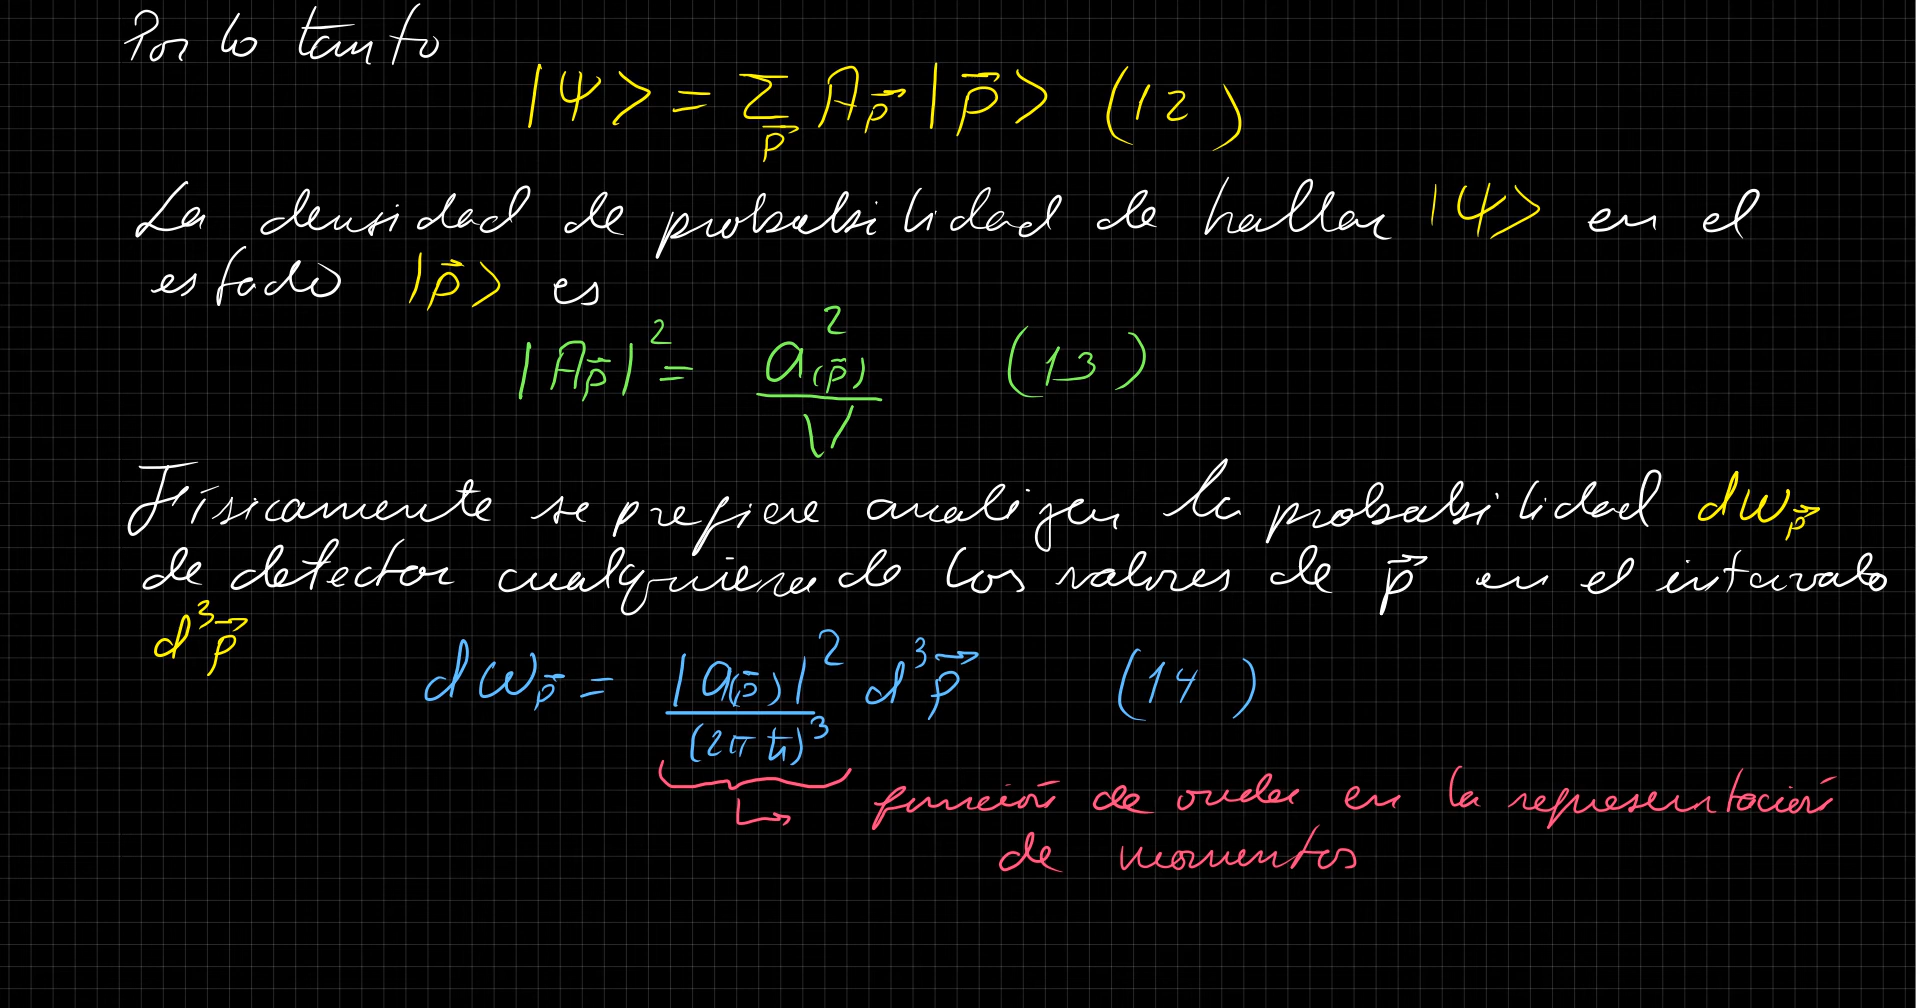 Por lo tanto
|Ψ> = Σ_p⃗ A_p⃗ |p⃗> (12)
La densidad de probabilidad de hallar |Ψ> en el
estado |p⃗> es
|A_p⃗|² = a²(p⃗)/V (13)
Físicamente se prefiere analizar la probabilidad dω_p⃗
de detectar cualquiera de los valores de p⃗ en el intervalo
d³p⃗
dω_p⃗ = |a(p⃗)|²/(2πħ)³ d³p⃗ (14)
función de onda en la representación
de momentos